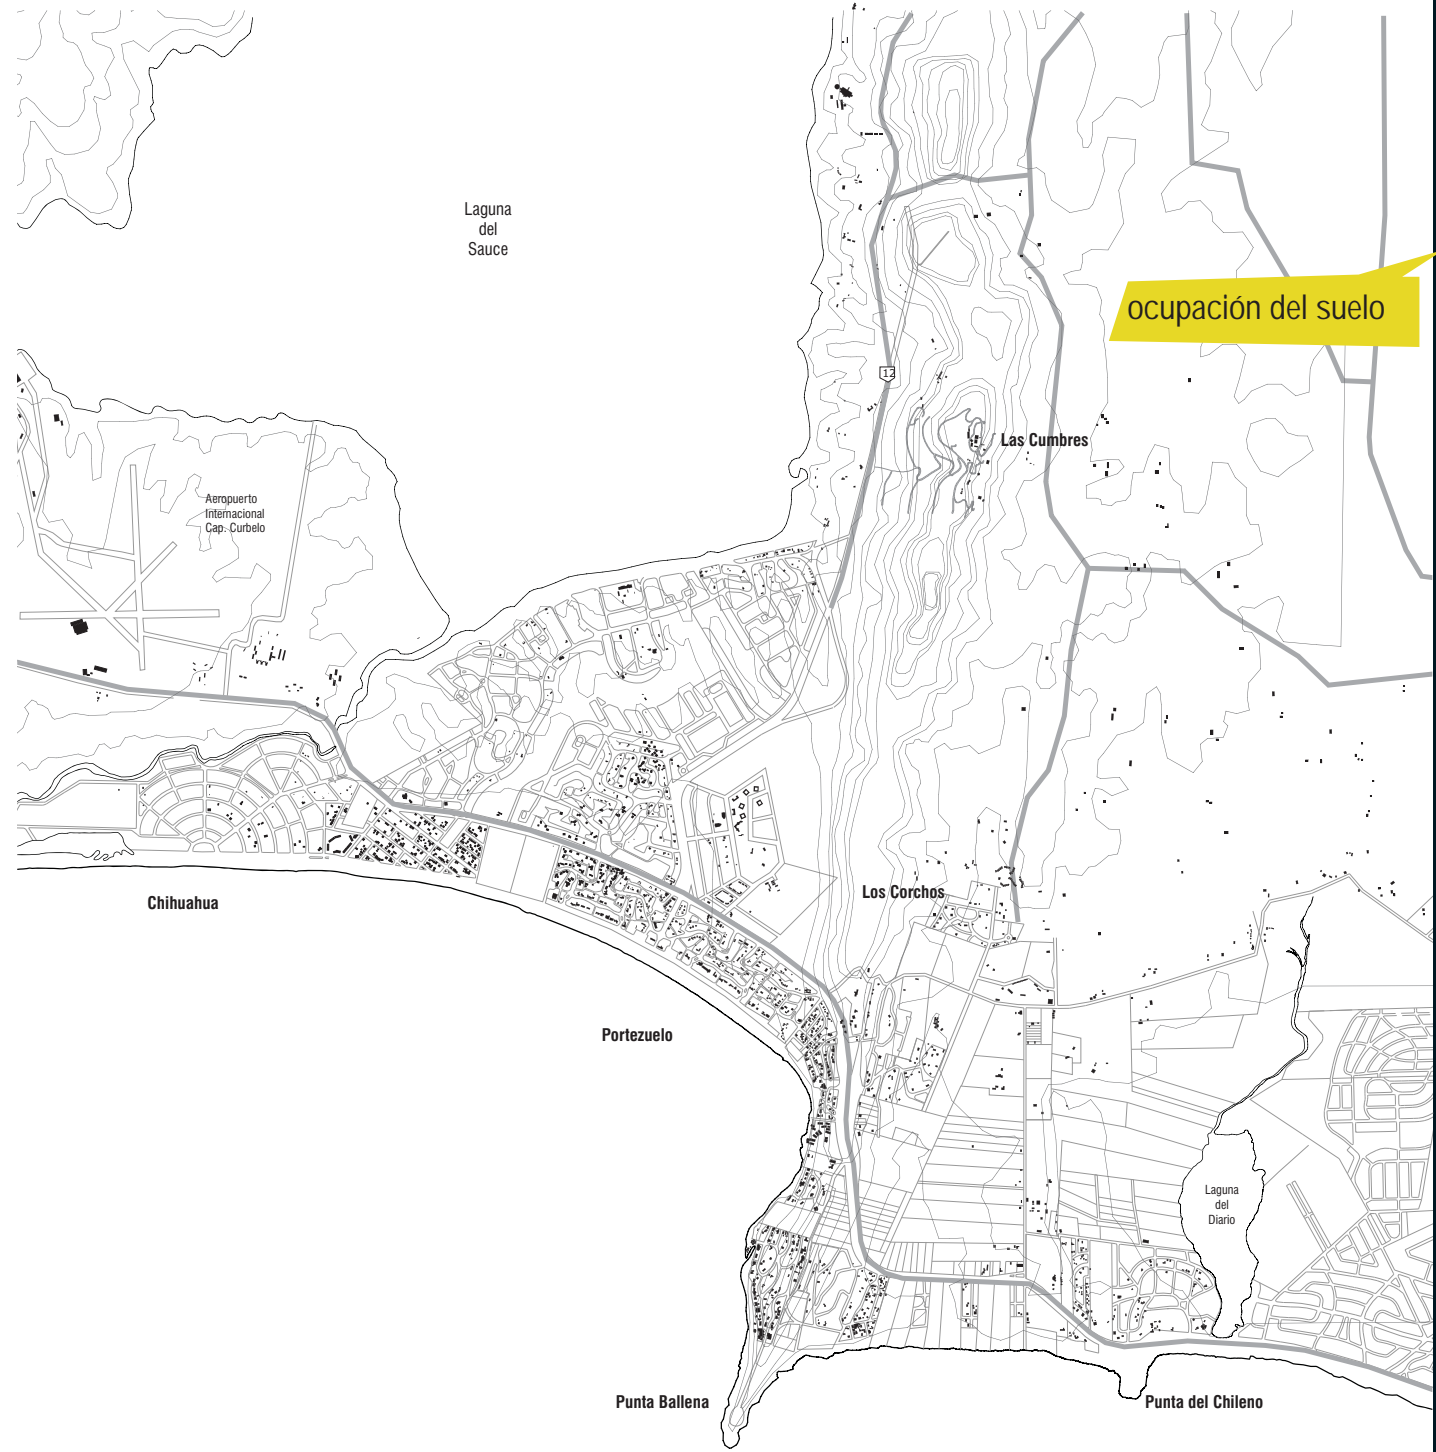 Laguna
del
Sauce
ocupación del suelo
12
Las Cumbres
Aeropuerto
Internacional
Cap. Curbelo
Chihuahua
Los Corchos
Portezuelo
Laguna
del
Diario
Punta Ballena
Punta del Chileno